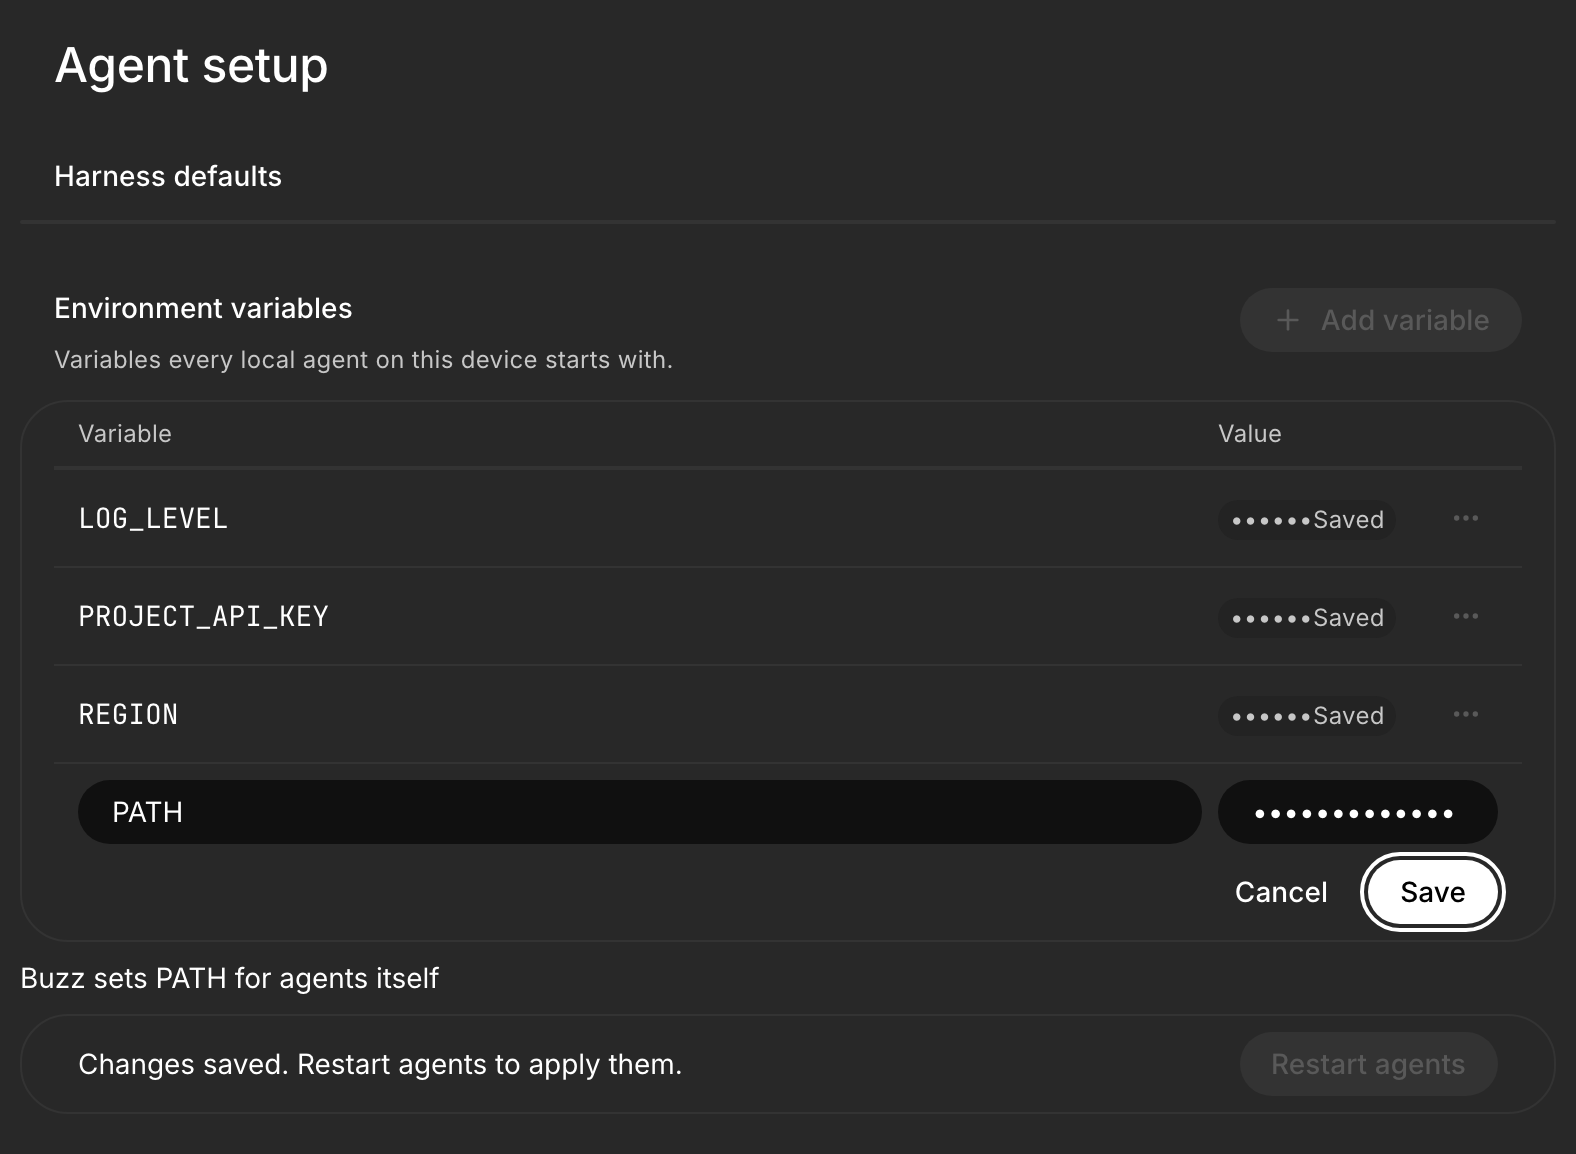 Agent setup
Harness defaults
Environment variables
+ Add variable
Variables every local agent on this device starts with.
Variable Value
LOG_LEVEL ••••••Saved •••
PROJECT_API_KEY ••••••Saved •••
REGION ••••••Saved •••
PATH •••••••••••••
Cancel Save
Buzz sets PATH for agents itself
Changes saved. Restart agents to apply them. Restart agents